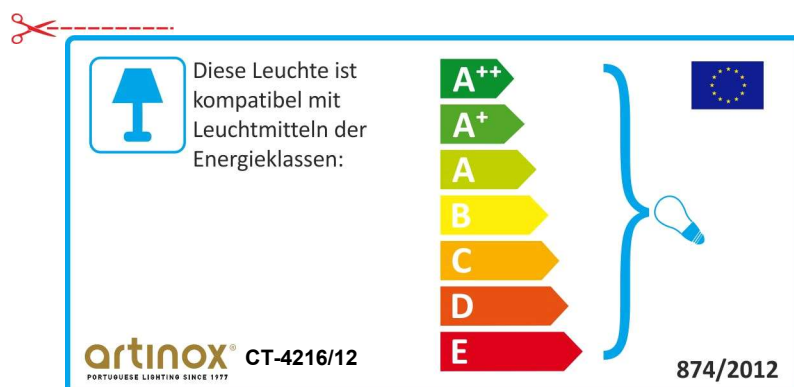 Diese Leuchte ist
kompatibel mit
Leuchtmitteln der
Energieklassen:
A++
A+
A
B
C
D
E
artinox® CT-4216/12
PORTUGUESE LIGHTING SINCE 1977
874/2012